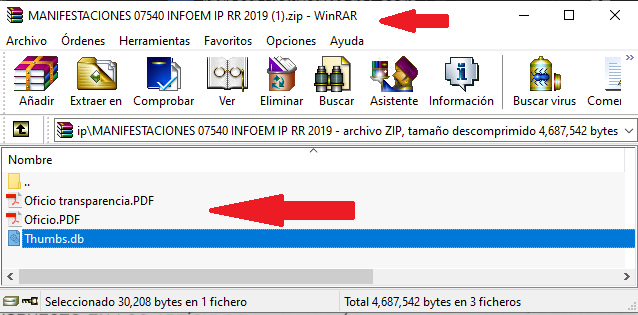 MANIFESTACIONES 07540 INFOEM IP RR 2019 (1).zip - WinRAR
Archivo Órdenes Herramientas Favoritos Opciones Ayuda
Añadir Extraer en Comprobar Ver Eliminar Buscar Asistente Información Buscar virus Comer
ip\MANIFESTACIONES 07540 INFOEM IP RR 2019 - archivo ZIP, tamaño descomprimido 4,687,542 bytes
Nombre
..
Oficio transparencia.PDF
Oficio.PDF
Thumbs.db
Seleccionado 30,208 bytes en 1 fichero Total 4,687,542 bytes en 3 ficheros